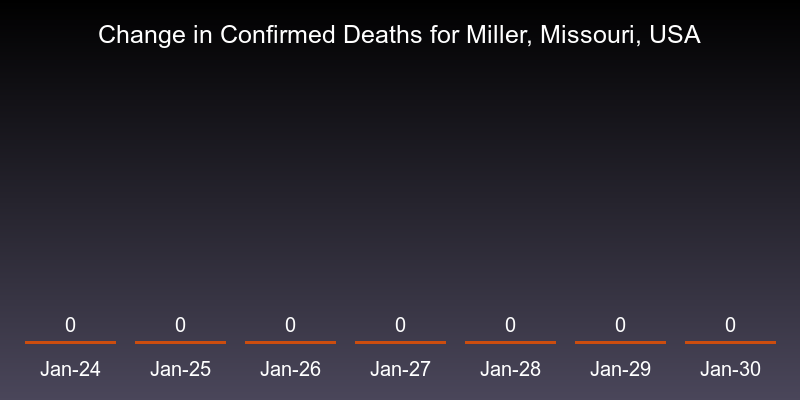 Change in Confirmed Deaths for Miller, Missouri, USA
0 0 0 0 0 0 0
Jan-24 Jan-25 Jan-26 Jan-27 Jan-28 Jan-29 Jan-30